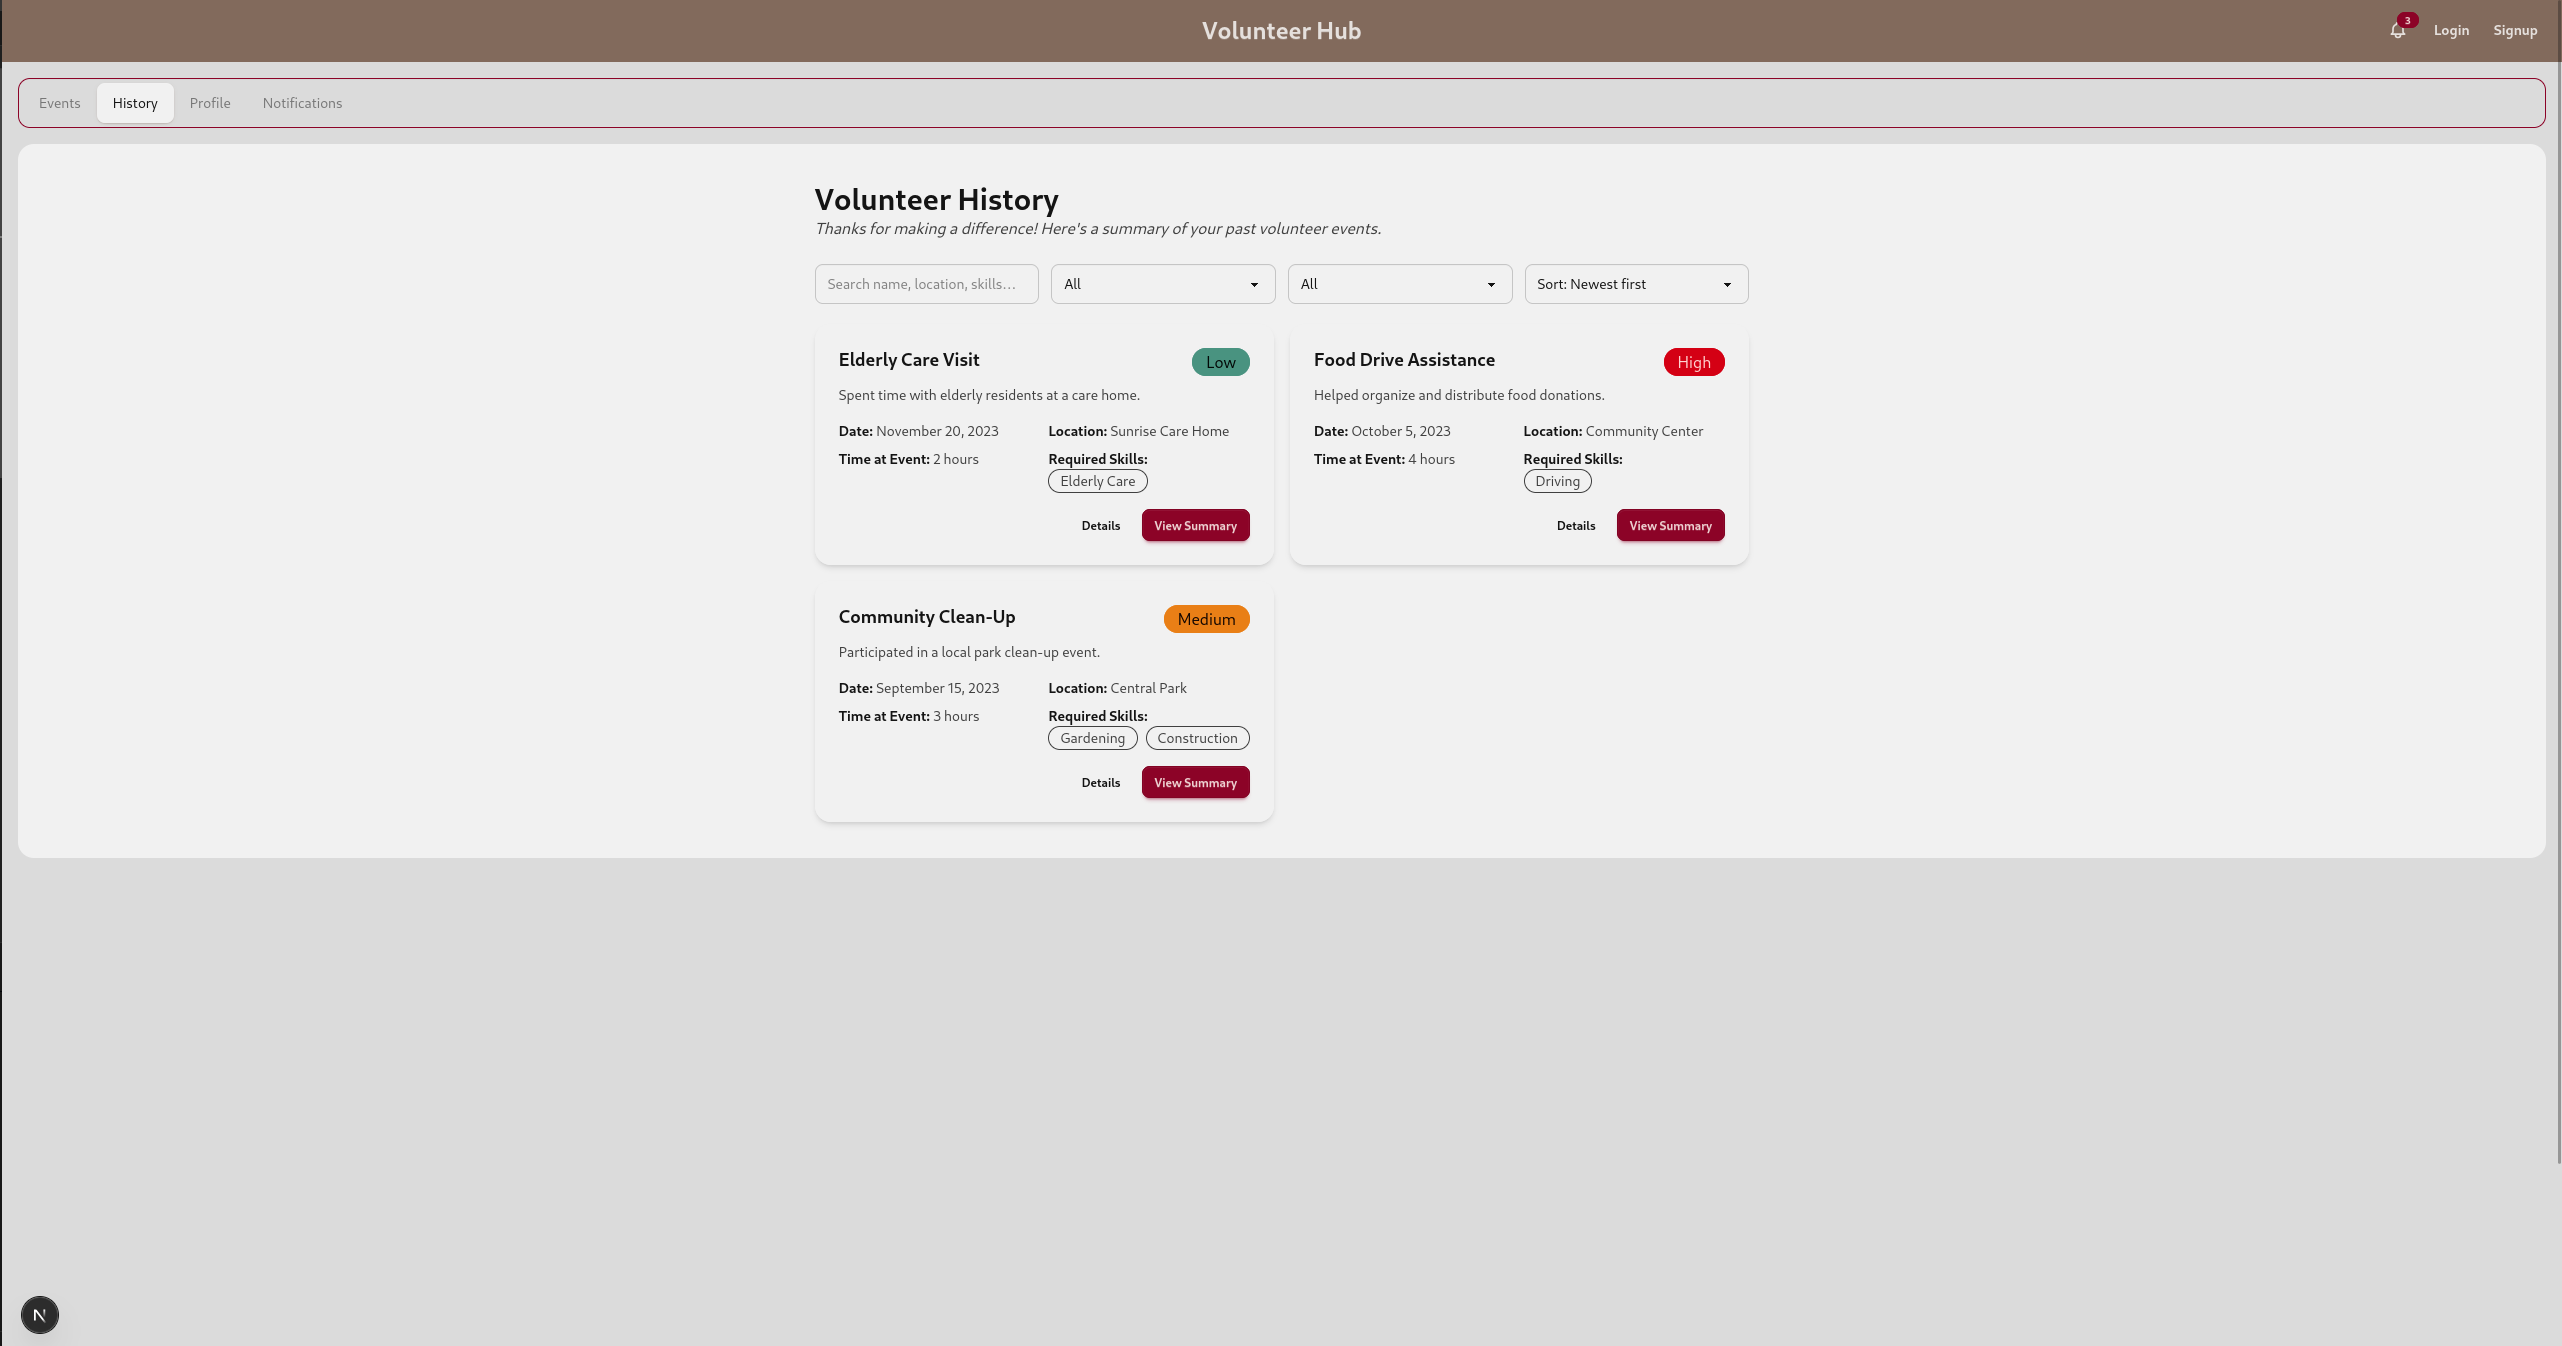 Volunteer Hub
3
Login Signup
Events History Profile Notifications
Volunteer History
Thanks for making a difference! Here's a summary of your past volunteer events.
Search name, location, skills... All All Sort: Newest first
Elderly Care Visit Low
Spent time with elderly residents at a care home.
Date: November 20, 2023 Location: Sunrise Care Home
Time at Event: 2 hours Required Skills:
Elderly Care
Details View Summary
Food Drive Assistance High
Helped organize and distribute food donations.
Date: October 5, 2023 Location: Community Center
Time at Event: 4 hours Required Skills:
Driving
Details View Summary
Community Clean-Up Medium
Participated in a local park clean-up event.
Date: September 15, 2023 Location: Central Park
Time at Event: 3 hours Required Skills:
Gardening Construction
Details View Summary
N